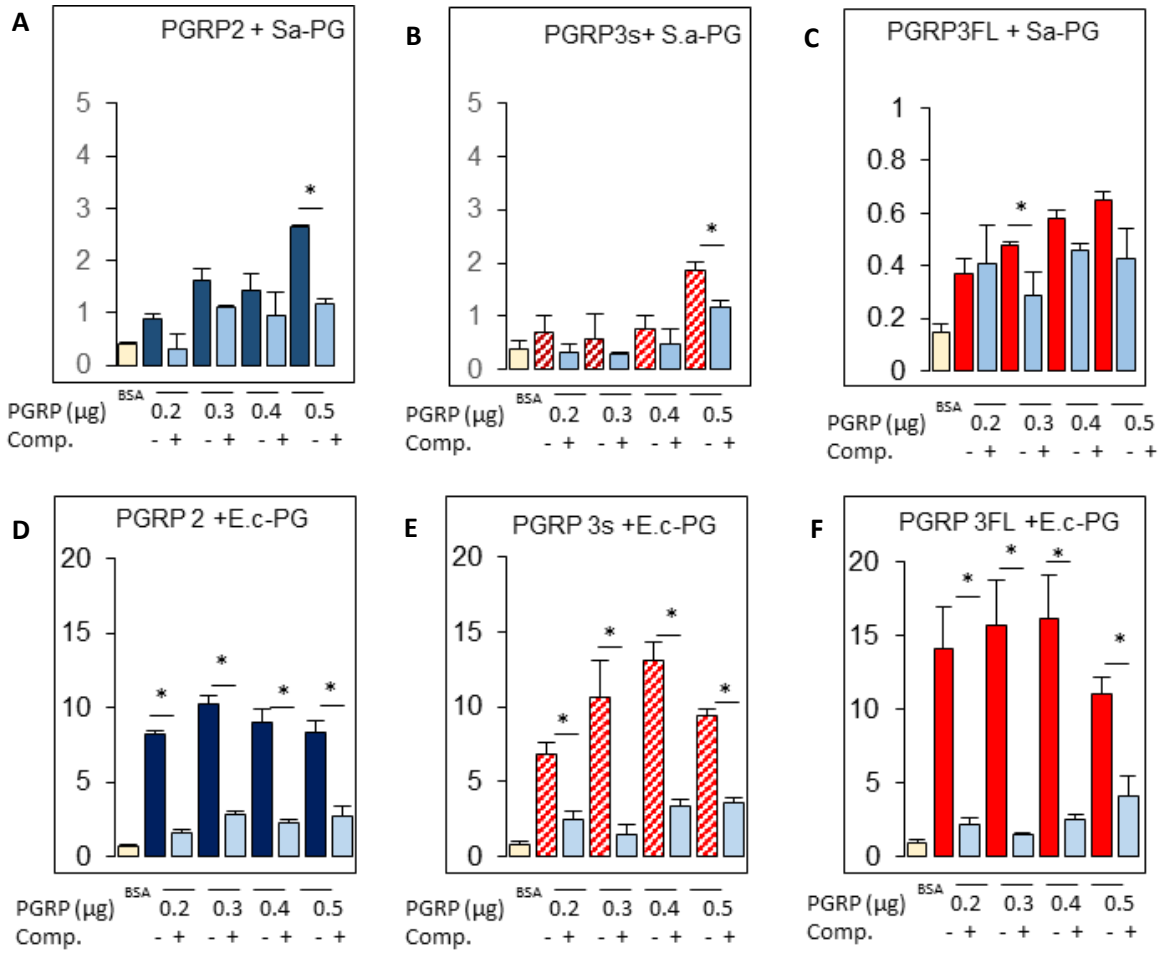 A
PGRP2 + Sa-PG
5
4
3
2
1
0
*
BSA
PGRP (µg) 0.2 0.3 0.4 0.5
Comp. - + - + - + - +
B
PGRP3s+ S.a-PG
5
4
3
2
1
0
*
BSA
PGRP (µg) 0.2 0.3 0.4 0.5
Comp. - + - + - + - +
C
PGRP3FL + Sa-PG
1
0.8
0.6
0.4
0.2
0
*
BSA
PGRP (µg) 0.2 0.3 0.4 0.5
Comp. - + - + - + - +
D
PGRP 2 +E.c-PG
20
15
10
5
0
* * * *
BSA
PGRP (µg) 0.2 0.3 0.4 0.5
Comp. - + - + - + - +
E
PGRP 3s +E.c-PG
20
15
10
5
0
* * * *
BSA
PGRP (µg) 0.2 0.3 0.4 0.5
Comp. - + - + - + - +
F
PGRP 3FL +E.c-PG
20
15
10
5
0
* * * *
BSA
PGRP (µg) 0.2 0.3 0.4 0.5
Comp. - + - + - + - +